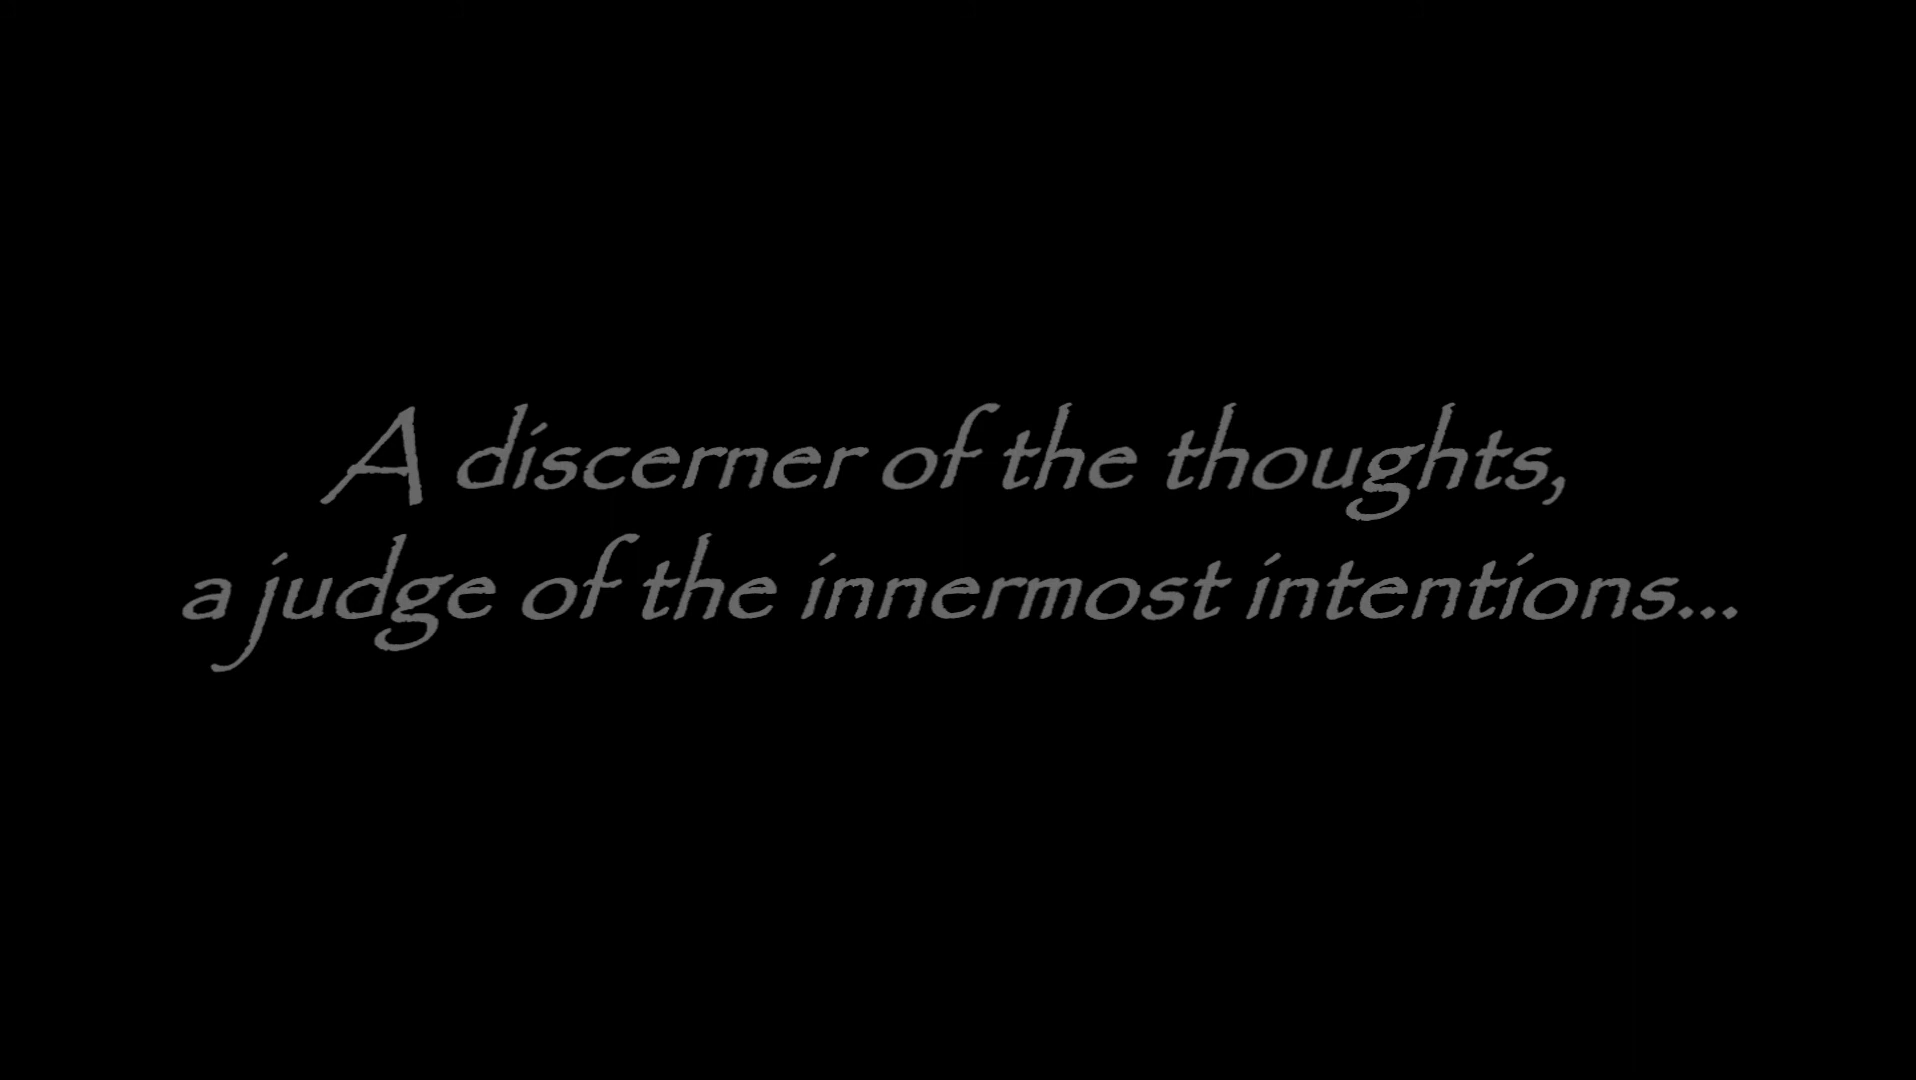 A discerner of the thoughts,
a judge of the innermost intentions...